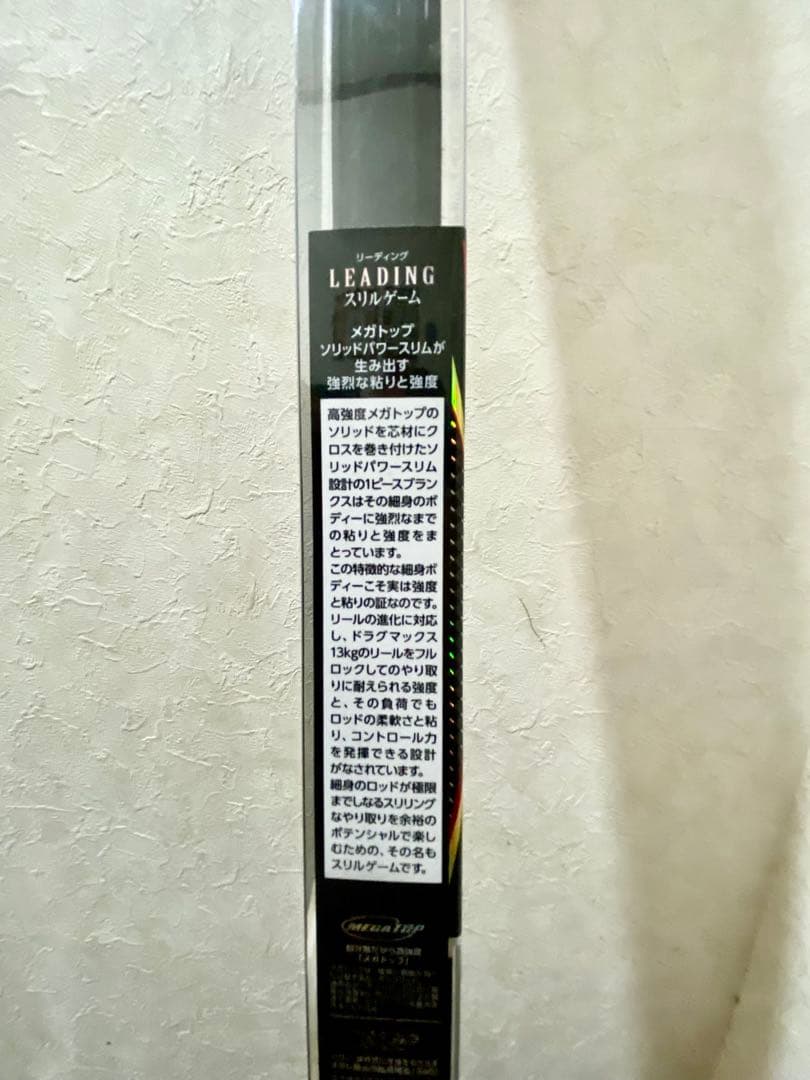 リーディング
LEADING
スリルゲーム
メガトップ
ソリッドパワースリムが
生み出す
強烈な粘りと強度
高強度メガトップの
ソリッドを芯材にク
ロスを巻き付けたソ
リッドパワースリム
設計の1ピースブラン
クスはその細身のボ
ディーに強烈なまで
の粘りと強度をま
とっています。
この特徴的な細身ボ
ディーこそ実は強度
と粘りの証なのです。
リールの進化に対応
し、ドラグマックス
13kgのリールをフル
ロックしてのやり取
りに耐えられる強度
と、その負荷でも
ロッドの柔軟さと粘
り、コントロール力
を発揮できる設計
がなされています。
細身のロッドが極限
までしなるスリリング
なやり取りを余裕の
ポテンシャルで楽し
むための、その名も
スリルゲームです。
MEGATOP
「メガトップ」